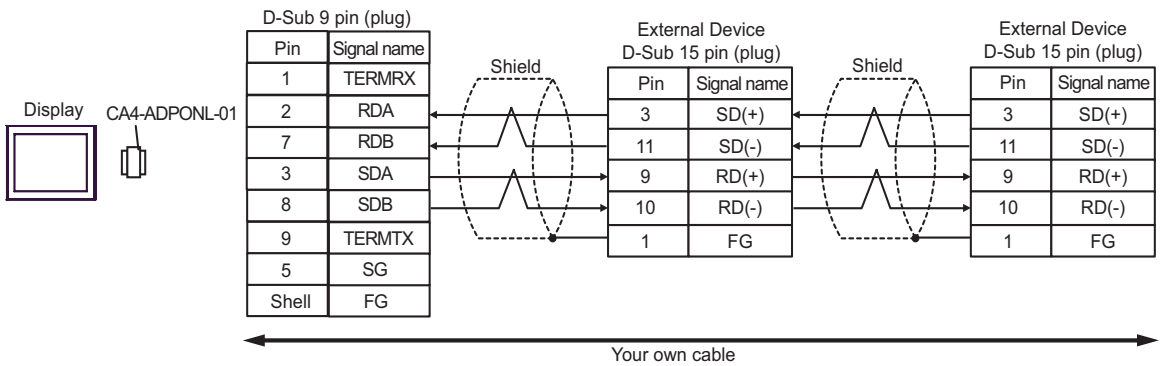 D-Sub 9 pin (plug)
External Device
D-Sub 15 pin (plug)
External Device
D-Sub 15 pin (plug)
Display
CA4-ADPONL-01
Pin Signal name
1 TERMRX
2 RDA
7 RDB
3 SDA
8 SDB
9 TERMTX
5 SG
Shell FG
Shield
Pin Signal name
3 SD(+)
11 SD(-)
9 RD(+)
10 RD(-)
1 FG
Shield
Pin Signal name
3 SD(+)
11 SD(-)
9 RD(+)
10 RD(-)
1 FG
Your own cable